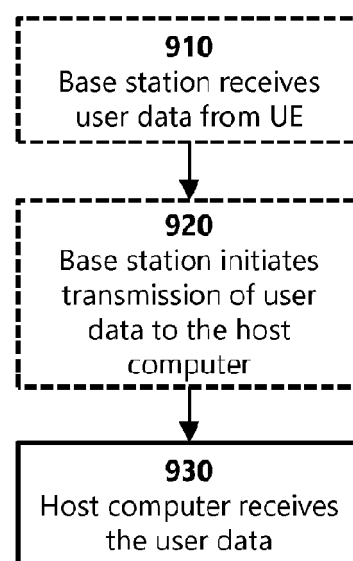 910
Base station receives
user data from UE
920
Base station initiates
transmission of user
data to the host
computer
930
Host computer receives
the user data